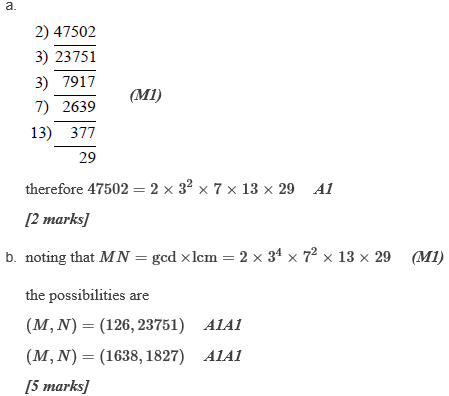 a.
2) 47502
3) 23751
3) 7917
(M1)
7) 2639
13) 377
29
therefore 47502 = 2 × 3² × 7 × 13 × 29 A1
[2 marks]
b. noting that MN = gcd ×lcm = 2 × 3⁴ × 7² × 13 × 29 (M1)
the possibilities are
(M, N) = (126, 23751) A1A1
(M, N) = (1638, 1827) A1A1
[5 marks]